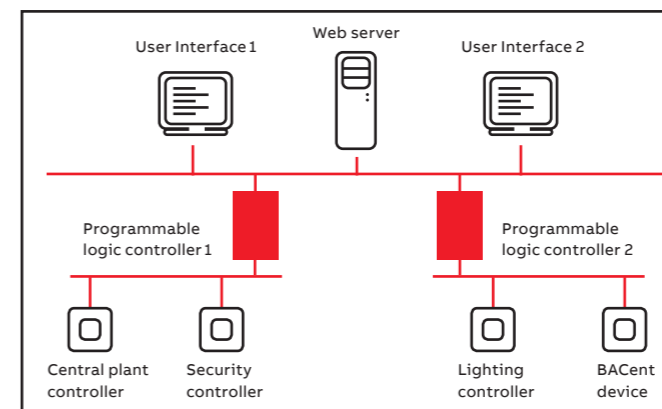 Web server
User Interface 1
User Interface 2
Programmable
logic controller 1
Programmable
logic controller 2
Central plant
controller
Security
controller
Lighting
controller
BACent
device